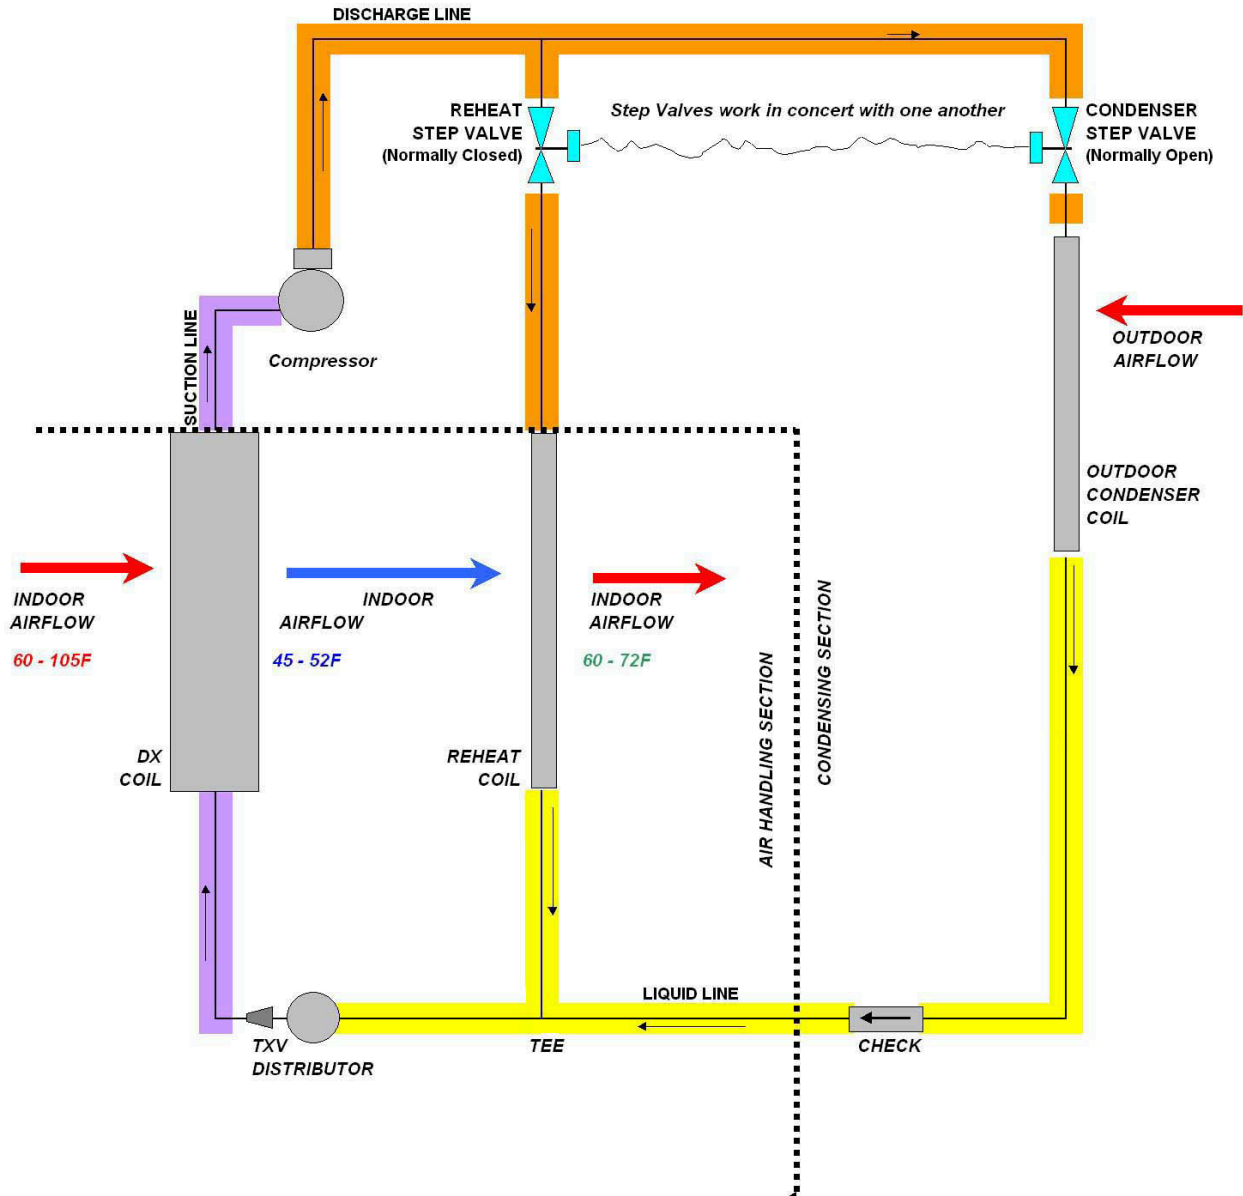 DISCHARGE LINE
REHEAT
STEP VALVE
(Normally Closed)
Step Valves work in concert with one another
CONDENSER
STEP VALVE
(Normally Open)
SUCTION LINE
Compressor
OUTDOOR
AIRFLOW
OUTDOOR
CONDENSER
COIL
INDOOR
AIRFLOW
60 - 105F
INDOOR
AIRFLOW
45 - 52F
INDOOR
AIRFLOW
60 - 72F
DX
COIL
REHEAT
COIL
AIR HANDLING SECTION
CONDENSING SECTION
LIQUID LINE
TXV
DISTRIBUTOR
TEE
CHECK